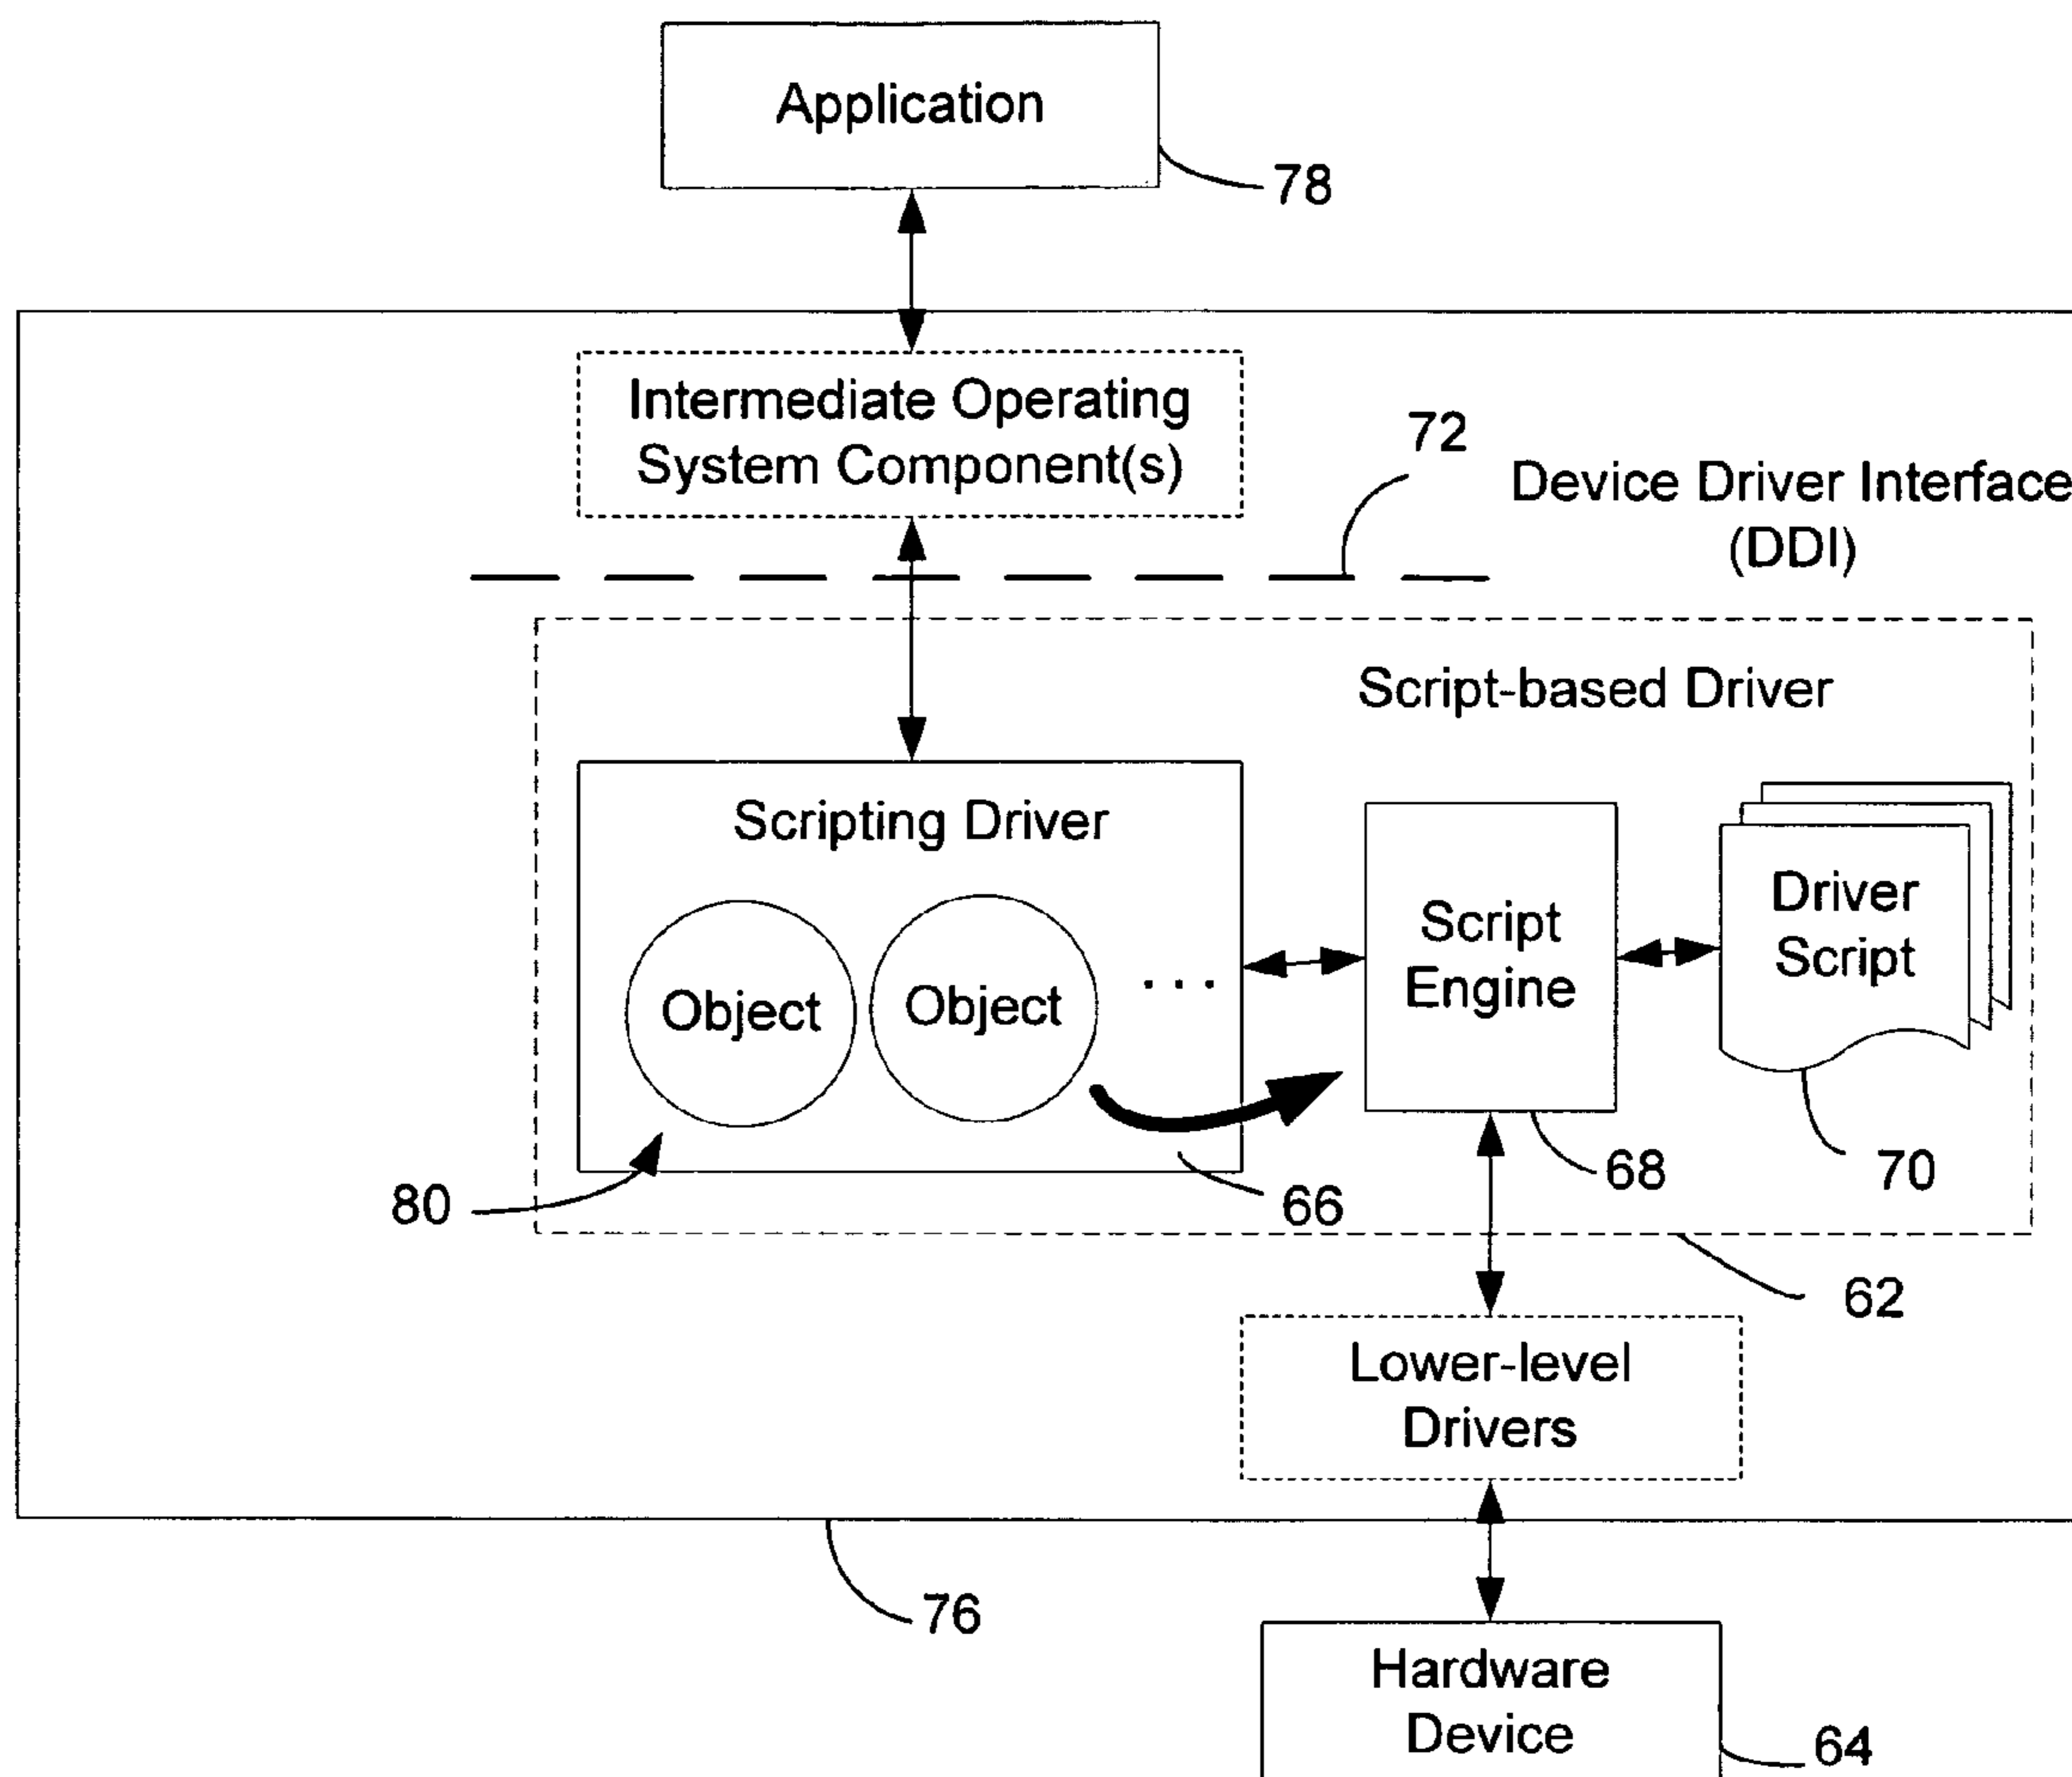 Application
78
Intermediate Operating
System Component(s)
72
Device Driver Interface
(DDI)
Script-based Driver
Scripting Driver
Object
Object
...
Script
Engine
Driver
Script
80
66
68
70
62
Lower-level
Drivers
76
Hardware
Device
64